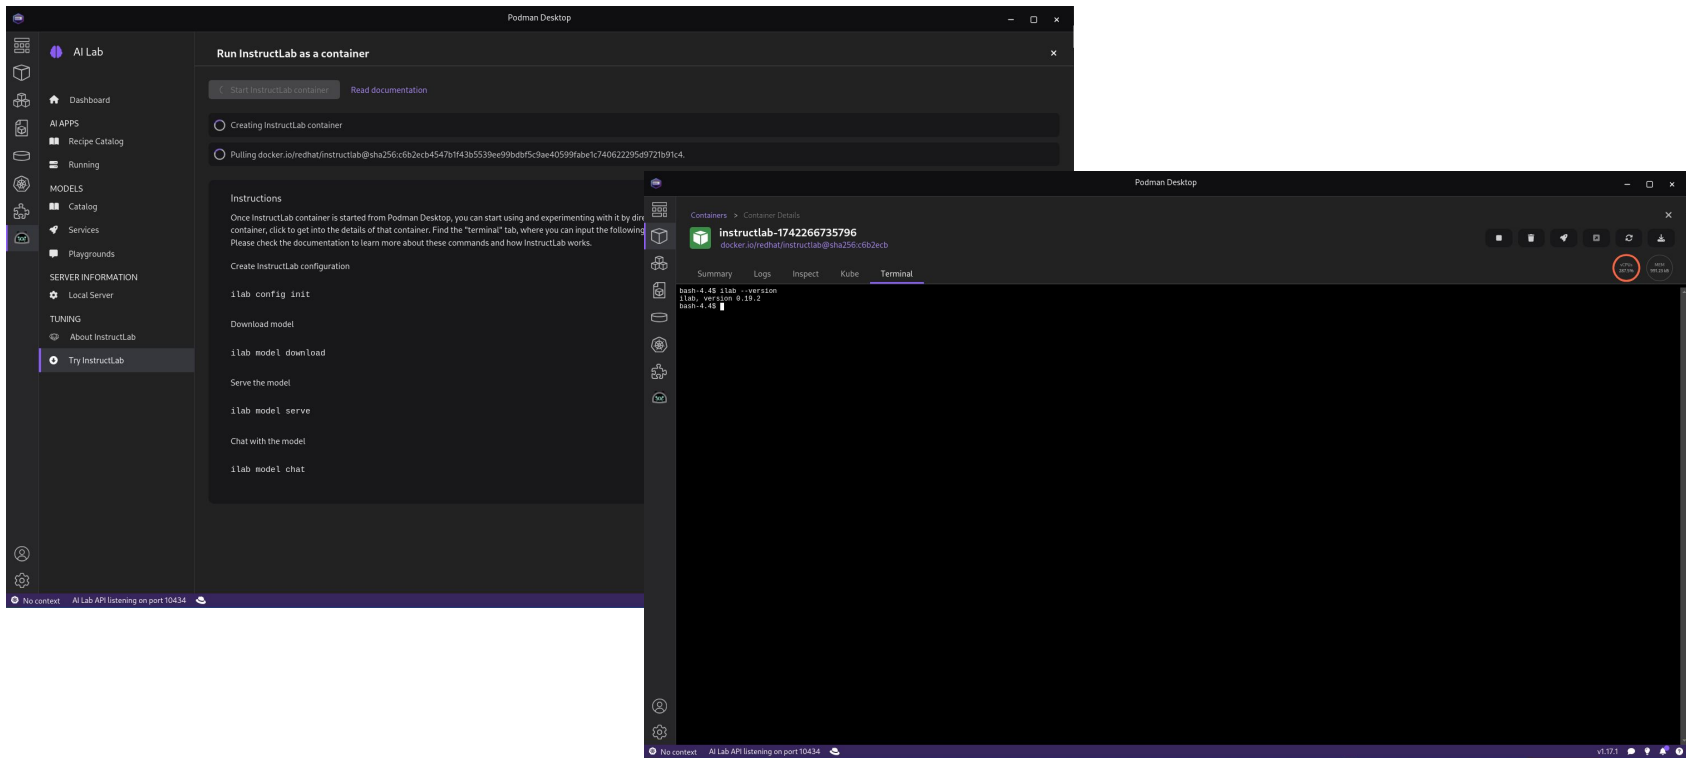 Podman Desktop
AI Lab
Run InstructLab as a container
Start InstructLab container
Read documentation
Dashboard
AI APPS
Creating InstructLab container
Recipe Catalog
Pulling docker.io/redhat/instructlab@sha256:c6b2ecb4547b1f43b5539ee99bdbf5c9ae40599fabe1c740622295d9721b91c4.
Running
MODELS
Catalog
Services
Playgrounds
SERVER INFORMATION
Local Server
TUNING
About InstructLab
Try InstructLab
Instructions
Once InstructLab container is started from Podman Desktop, you can start using and experimenting with it by dire
container, click to get into the details of that container. Find the "terminal" tab, where you can input the following
Please check the documentation to learn more about these commands and how InstructLab works.
Create InstructLab configuration
ilab config init
Download model
ilab model download
Serve the model
ilab model serve
Chat with the model
ilab model chat
No context
AI Lab API listening on port 10434
Podman Desktop
Containers > Container Details
instructlab-1742266735796
docker.io/redhat/instructlab@sha256:c6b2ecb
Summary
Logs
Inspect
Kube
Terminal
MEM
bash-4.4$ ilab --version
ilab, version 0.19.2
bash-4.4$
No context
AI Lab API listening on port 10434
v1.17.1